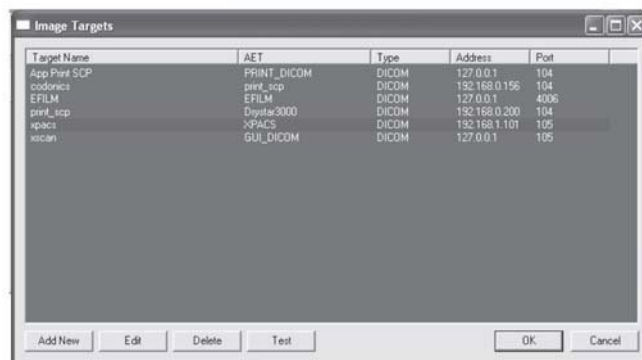 Image Targets
Target Name AET Type Address Port
App Print SCP PRINT_DICOM DICOM 127.0.0.1 104
codonics print_scp DICOM 192.168.0.156 104
EFILM EFILM DICOM 127.0.0.1 4006
print_scp Drystar3000 DICOM 192.168.0.200 104
xpacs XPACS DICOM 192.168.1.101 105
xscan GUI_DICOM DICOM 127.0.0.1 105
Add New Edit Delete Test OK Cancel